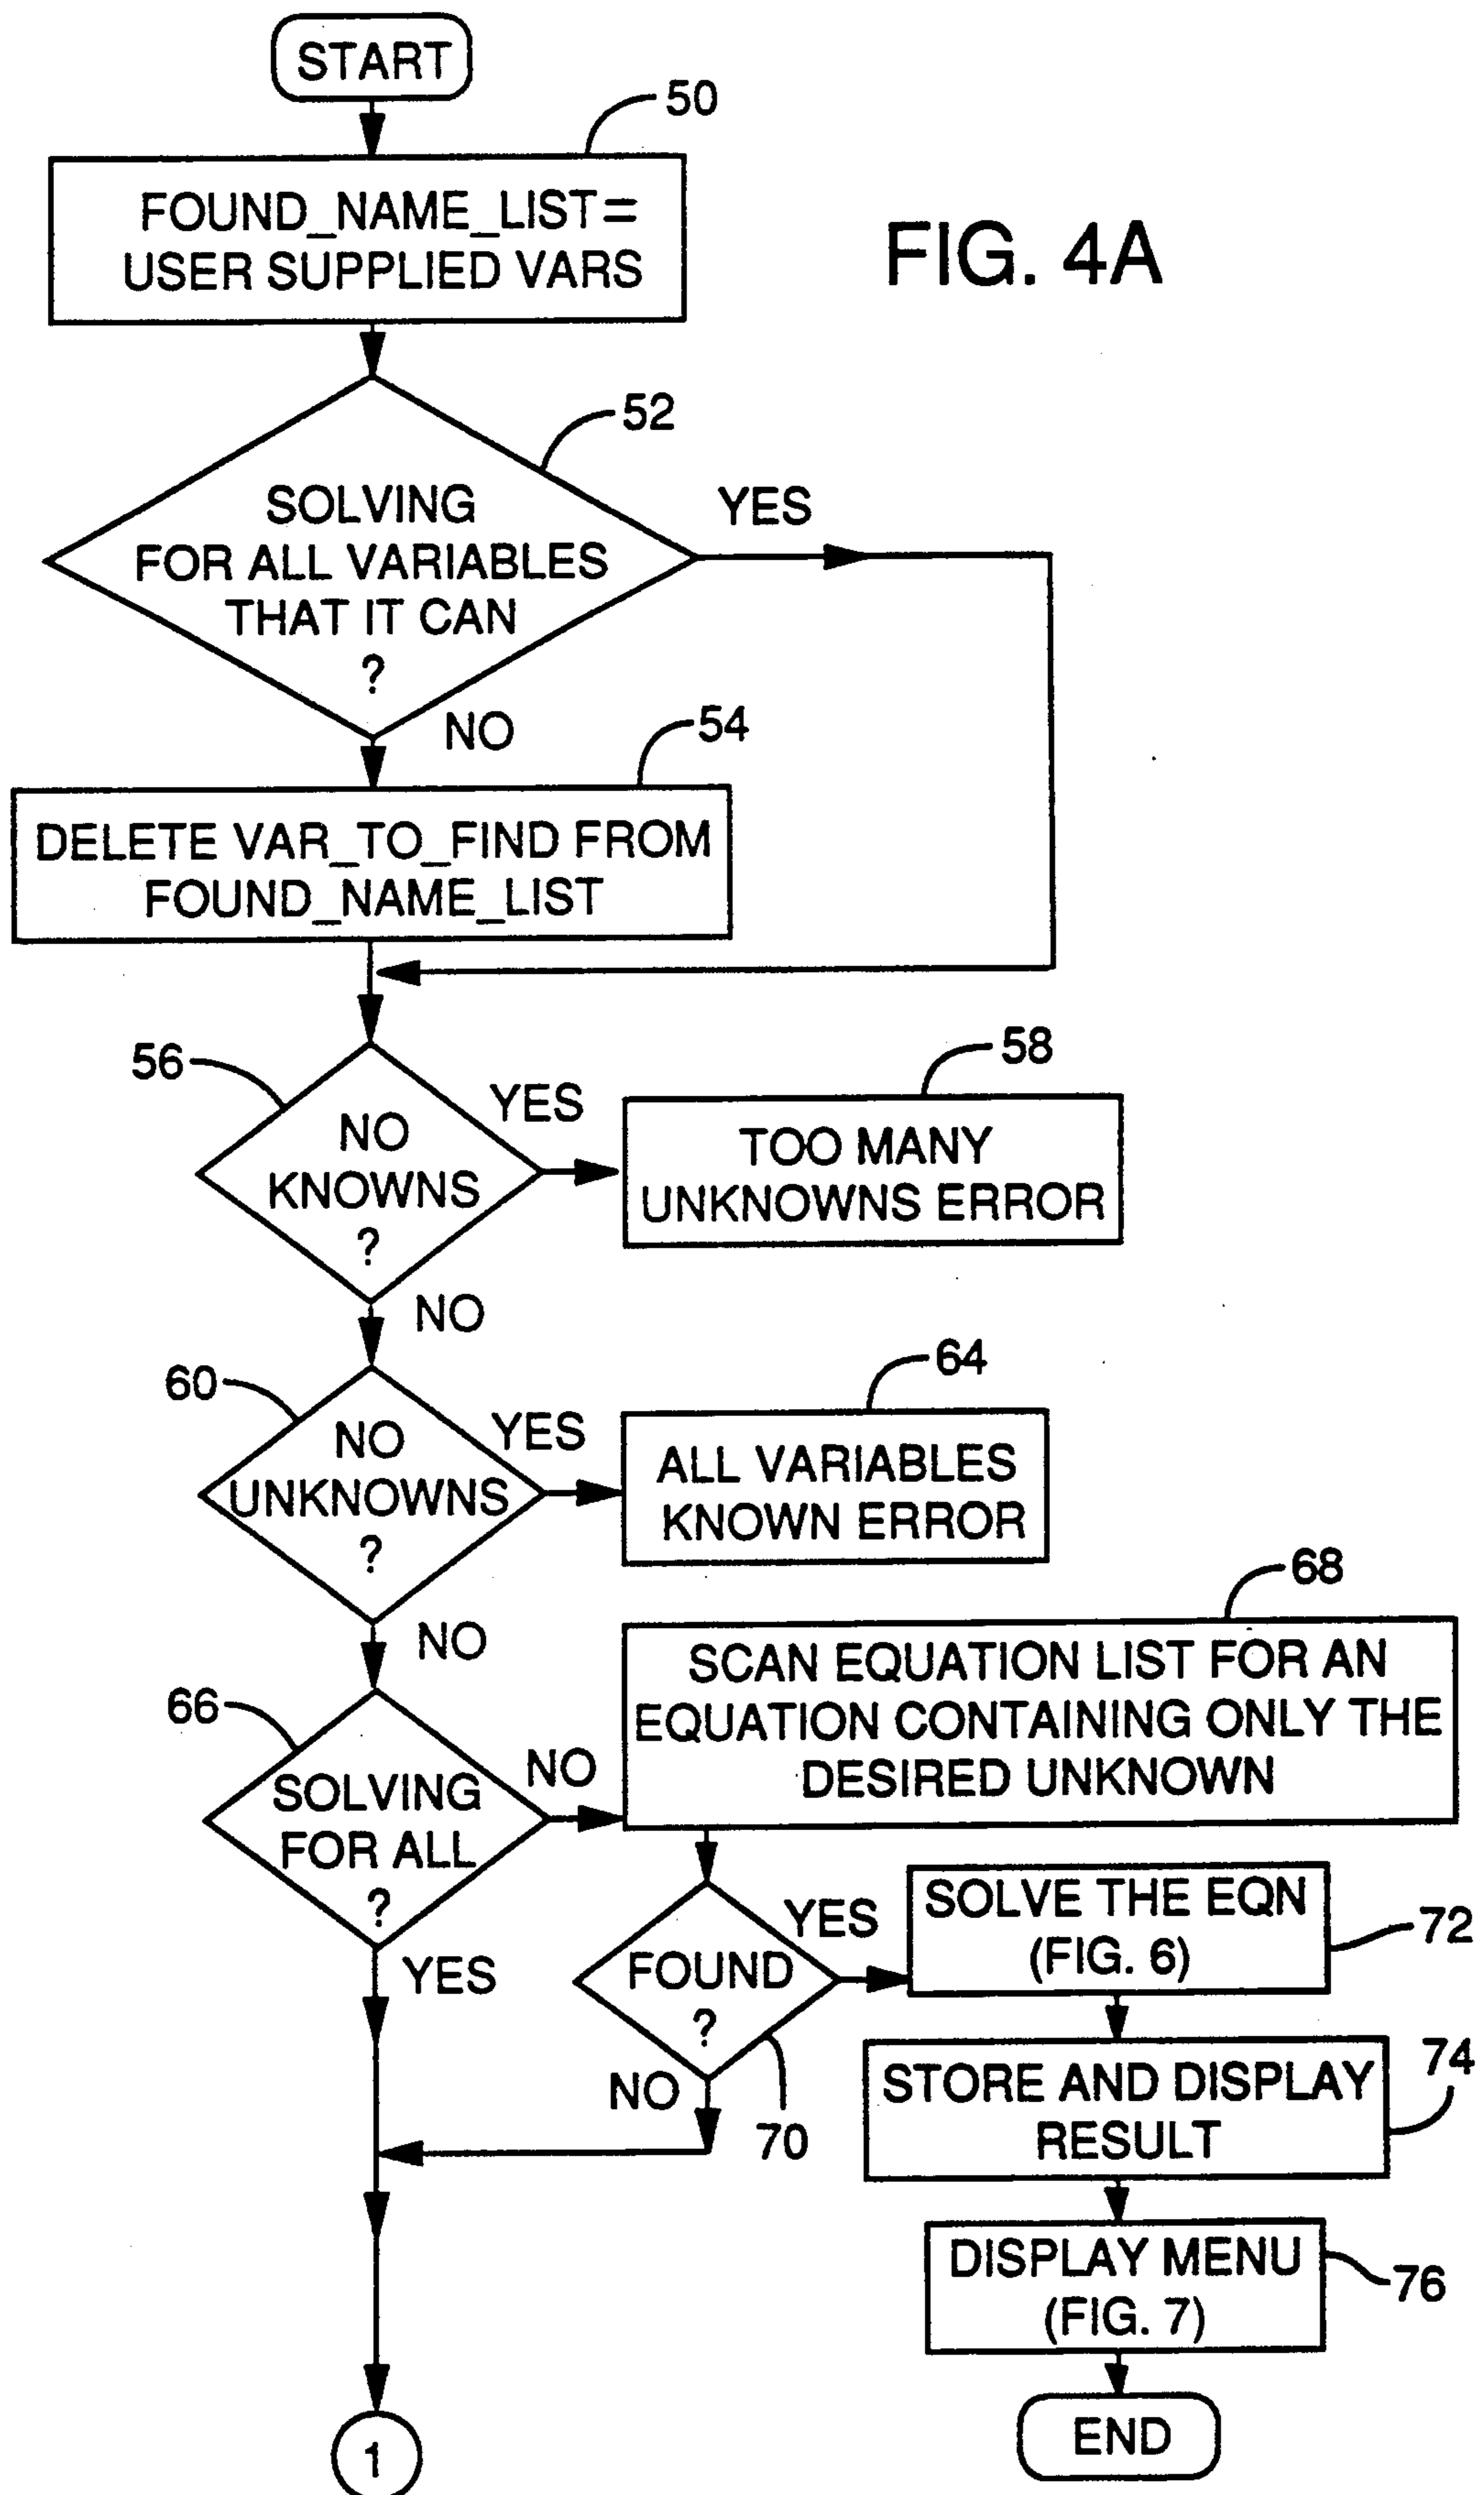 START
50
FOUND_NAME_LIST=
USER SUPPLIED VARS
FIG. 4A
52
SOLVING
FOR ALL VARIABLES
THAT IT CAN
?
YES
NO
54
DELETE VAR_TO_FIND FROM
FOUND_NAME_LIST
56
NO
KNOWNS
?
YES
58
TOO MANY
UNKNOWNS ERROR
NO
60
NO
UNKNOWNS
?
YES
64
ALL VARIABLES
KNOWN ERROR
NO
66
SOLVING
FOR ALL
?
NO
68
SCAN EQUATION LIST FOR AN
EQUATION CONTAINING ONLY THE
DESIRED UNKNOWN
YES
FOUND
?
70
YES
SOLVE THE EQN
(FIG. 6)
72
NO
STORE AND DISPLAY
RESULT
74
DISPLAY MENU
(FIG. 7)
76
1
END